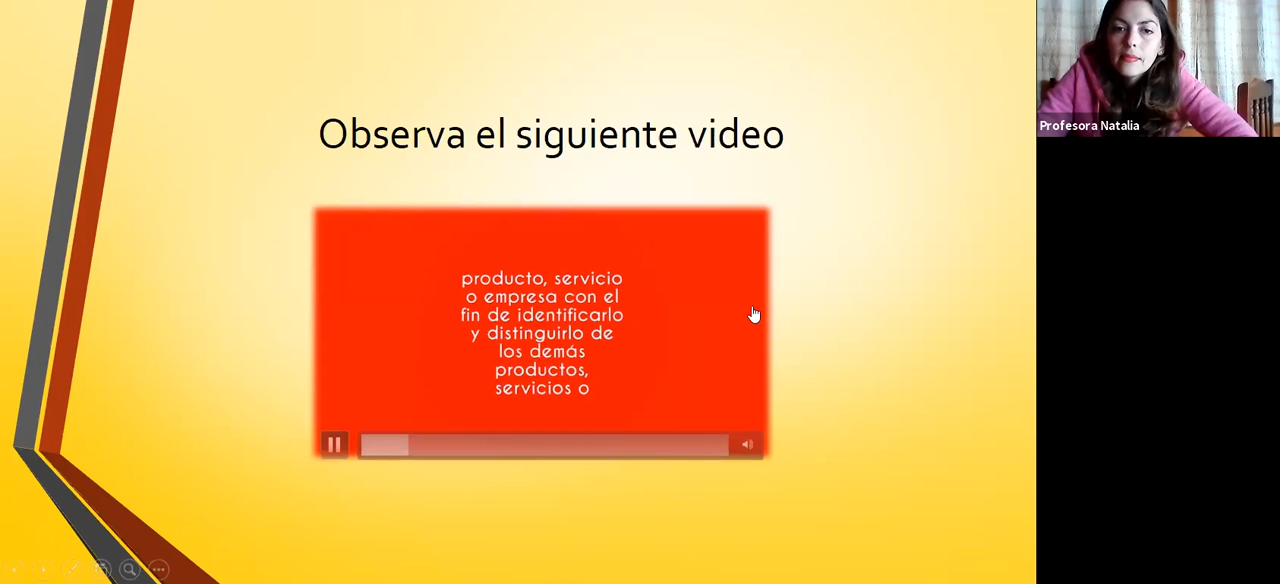 Observa el siguiente video
producto, servicio
o empresa con el
fin de identificarlo
y distinguirlo de
los demás
productos,
servicios o
Profesora Natalia